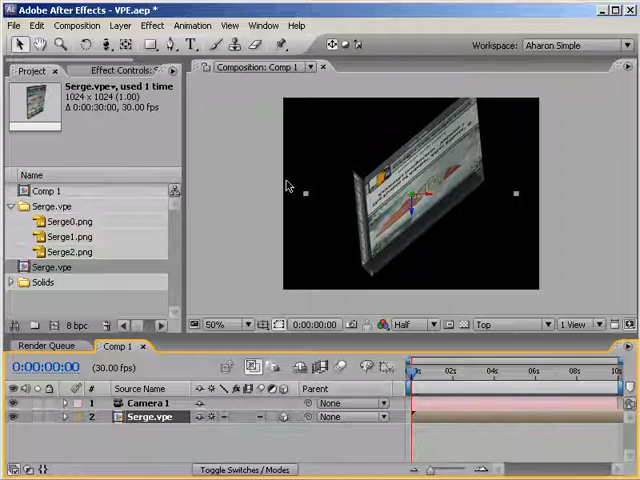 AE Adobe After Effects - VPE.aep *
File Edit Composition Layer Effect Animation View Window Help
Workspace: Aharon Simple
Project × Effect Controls: S
Composition: Comp 1
Serge.vpe, used 1 time
1024 x 1024 (1.00)
Δ 0:00:30:00, 30.00 fps
Name
Comp 1
Serge.vpe
Serge0.png
Serge1.png
Serge2.png
Serge.vpe
Solids
8 bpc
50%
0:00:00:00
Half
Top
1 View
Render Queue
Comp 1 ×
0:00:00:00
(30.00 fps)
# Source Name Parent
1 Camera 1 None
2 Serge.vpe None
0s 02s 04s 06s 08s 10s
Toggle Switches / Modes